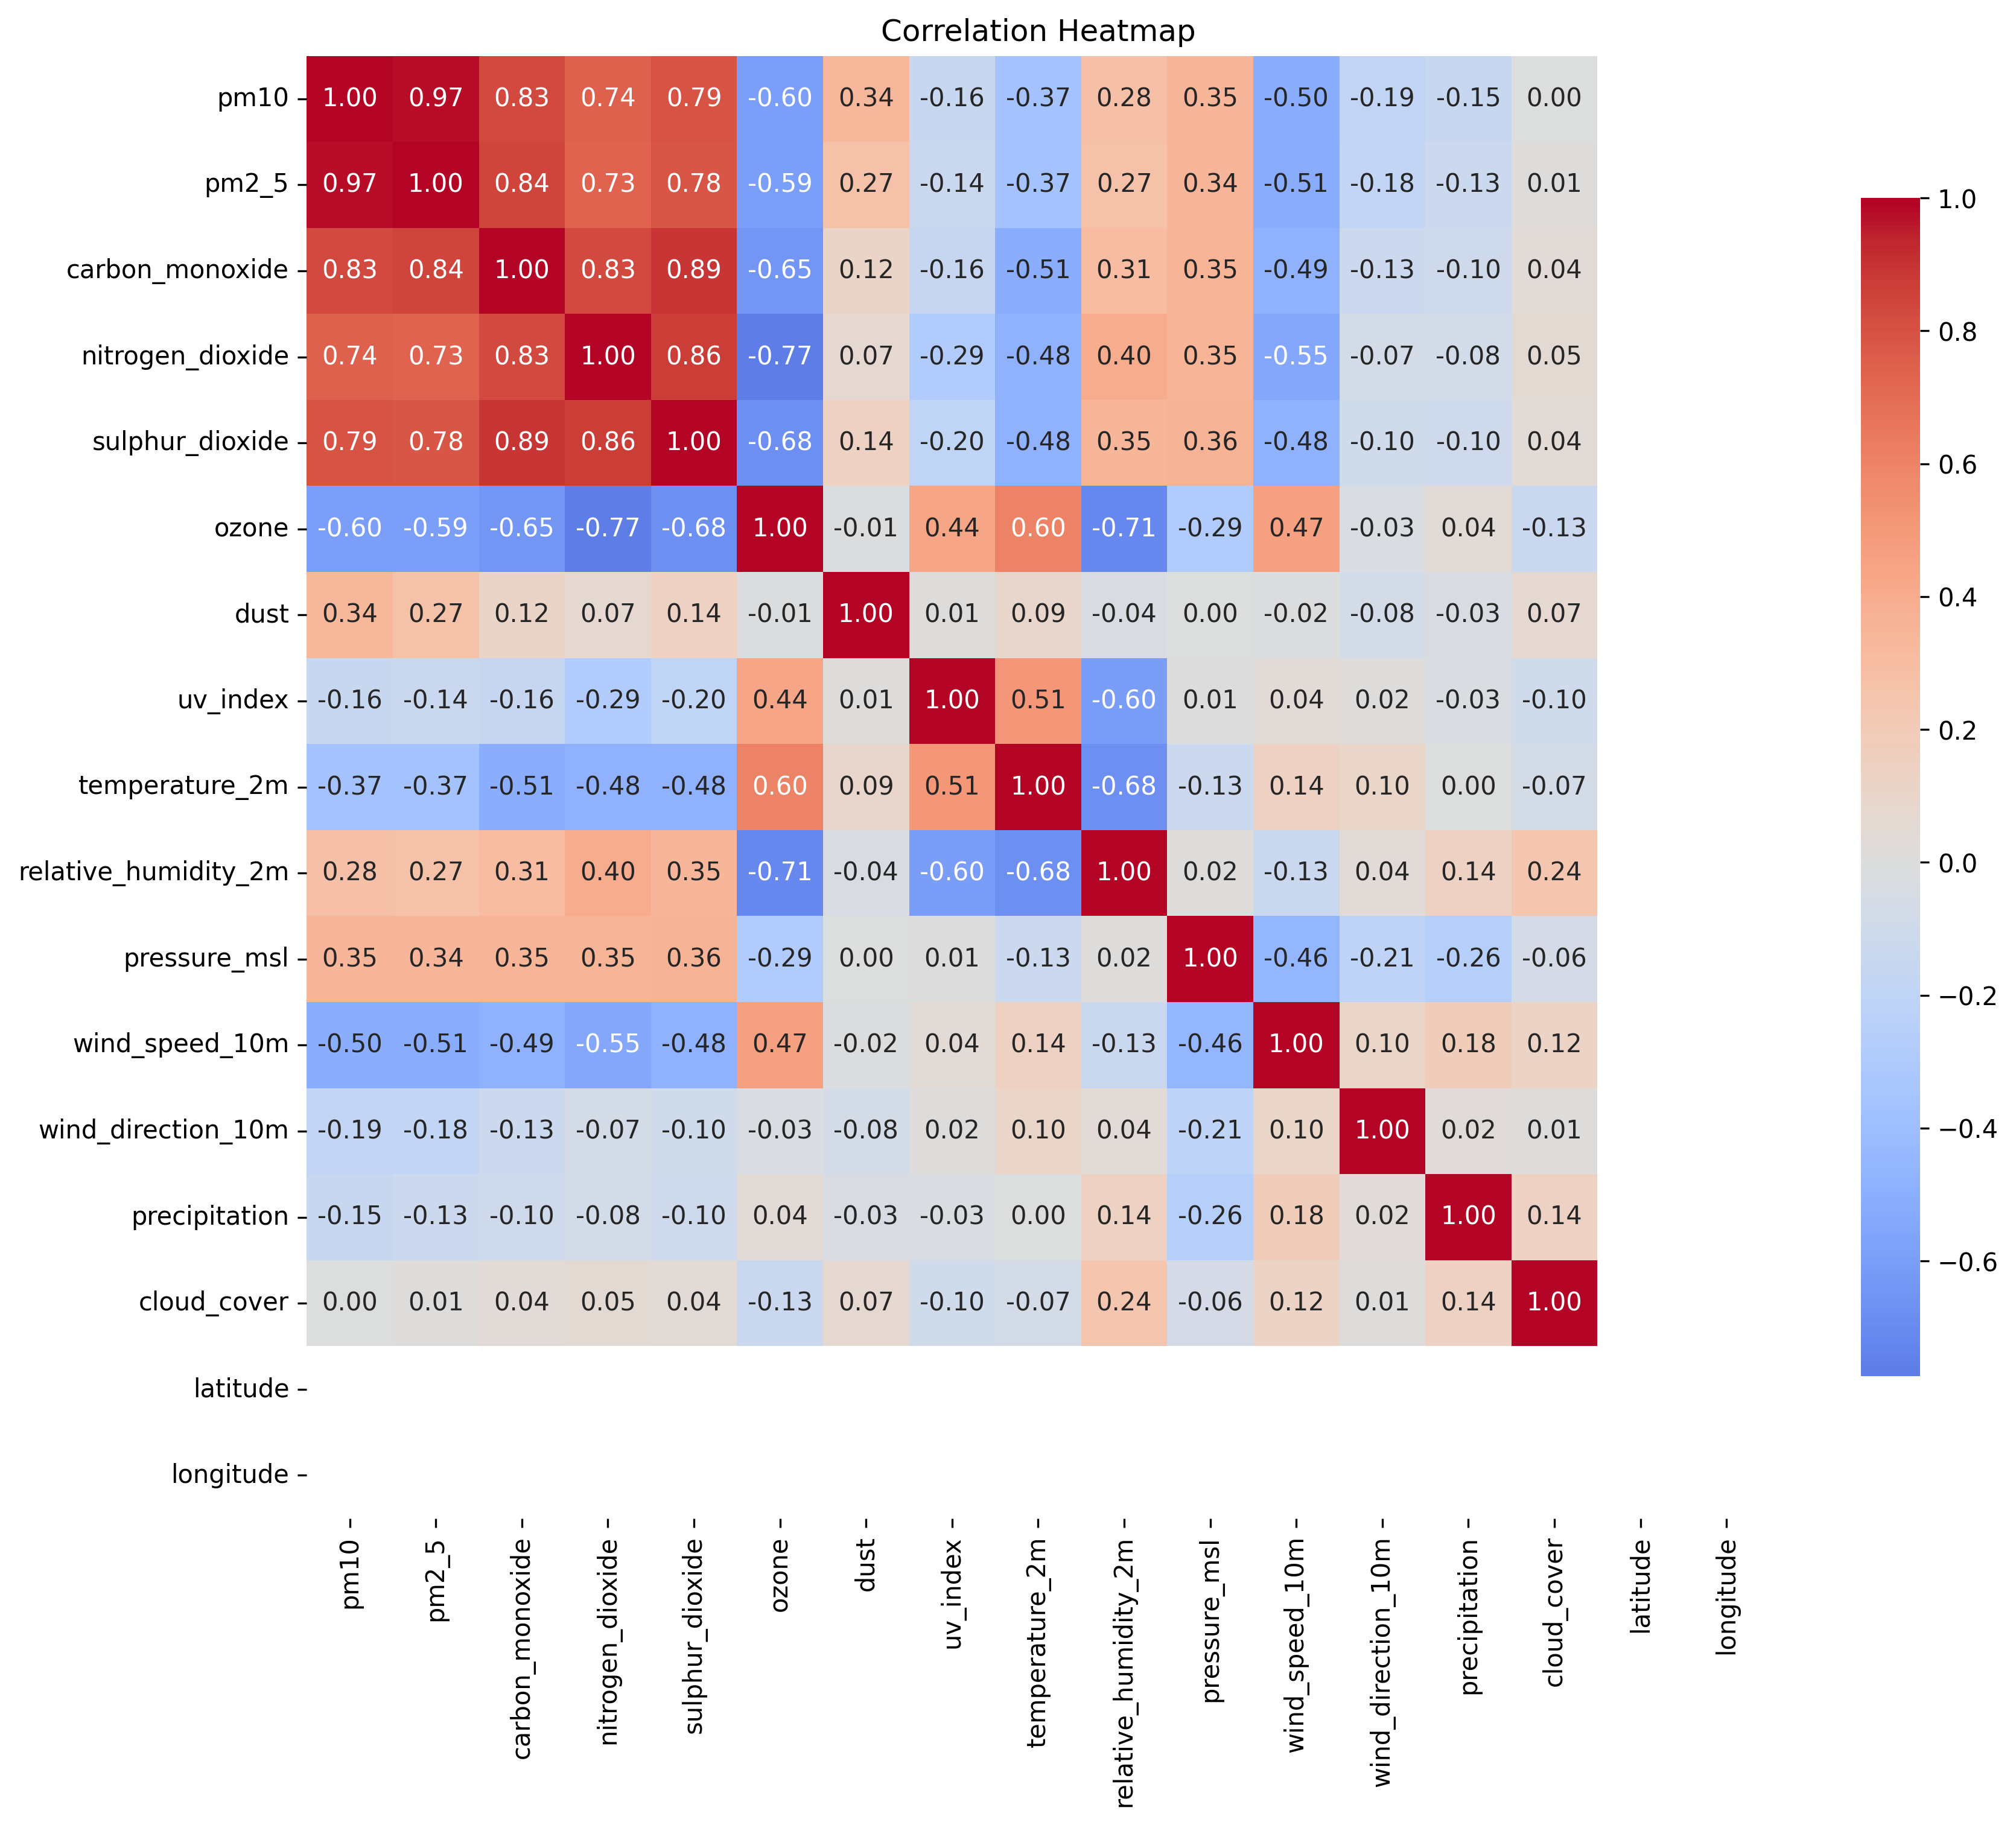 Correlation Heatmap
pm10 1.00 0.97 0.83 0.74 0.79 -0.60 0.34 -0.16 -0.37 0.28 0.35 -0.50 -0.19 -0.15 0.00
pm2_5 0.97 1.00 0.84 0.73 0.78 -0.59 0.27 -0.14 -0.37 0.27 0.34 -0.51 -0.18 -0.13 0.01
carbon_monoxide 0.83 0.84 1.00 0.83 0.89 -0.65 0.12 -0.16 -0.51 0.31 0.35 -0.49 -0.13 -0.10 0.04
nitrogen_dioxide 0.74 0.73 0.83 1.00 0.86 -0.77 0.07 -0.29 -0.48 0.40 0.35 -0.55 -0.07 -0.08 0.05
sulphur_dioxide 0.79 0.78 0.89 0.86 1.00 -0.68 0.14 -0.20 -0.48 0.35 0.36 -0.48 -0.10 -0.10 0.04
ozone -0.60 -0.59 -0.65 -0.77 -0.68 1.00 -0.01 0.44 0.60 -0.71 -0.29 0.47 -0.03 0.04 -0.13
dust 0.34 0.27 0.12 0.07 0.14 -0.01 1.00 0.01 0.09 -0.04 0.00 -0.02 -0.08 -0.03 0.07
uv_index -0.16 -0.14 -0.16 -0.29 -0.20 0.44 0.01 1.00 0.51 -0.60 0.01 0.04 0.02 -0.03 -0.10
temperature_2m -0.37 -0.37 -0.51 -0.48 -0.48 0.60 0.09 0.51 1.00 -0.68 -0.13 0.14 0.10 0.00 -0.07
relative_humidity_2m 0.28 0.27 0.31 0.40 0.35 -0.71 -0.04 -0.60 -0.68 1.00 0.02 -0.13 0.04 0.14 0.24
pressure_msl 0.35 0.34 0.35 0.35 0.36 -0.29 0.00 0.01 -0.13 0.02 1.00 -0.46 -0.21 -0.26 -0.06
wind_speed_10m -0.50 -0.51 -0.49 -0.55 -0.48 0.47 -0.02 0.04 0.14 -0.13 -0.46 1.00 0.10 0.18 0.12
wind_direction_10m -0.19 -0.18 -0.13 -0.07 -0.10 -0.03 -0.08 0.02 0.10 0.04 -0.21 0.10 1.00 0.02 0.01
precipitation -0.15 -0.13 -0.10 -0.08 -0.10 0.04 -0.03 -0.03 0.00 0.14 -0.26 0.18 0.02 1.00 0.14
cloud_cover 0.00 0.01 0.04 0.05 0.04 -0.13 0.07 -0.10 -0.07 0.24 -0.06 0.12 0.01 0.14 1.00
latitude
longitude
pm10
pm2_5
carbon_monoxide
nitrogen_dioxide
sulphur_dioxide
ozone
dust
uv_index
temperature_2m
relative_humidity_2m
pressure_msl
wind_speed_10m
wind_direction_10m
precipitation
cloud_cover
latitude
longitude
1.0
0.8
0.6
0.4
0.2
0.0
−0.2
−0.4
−0.6